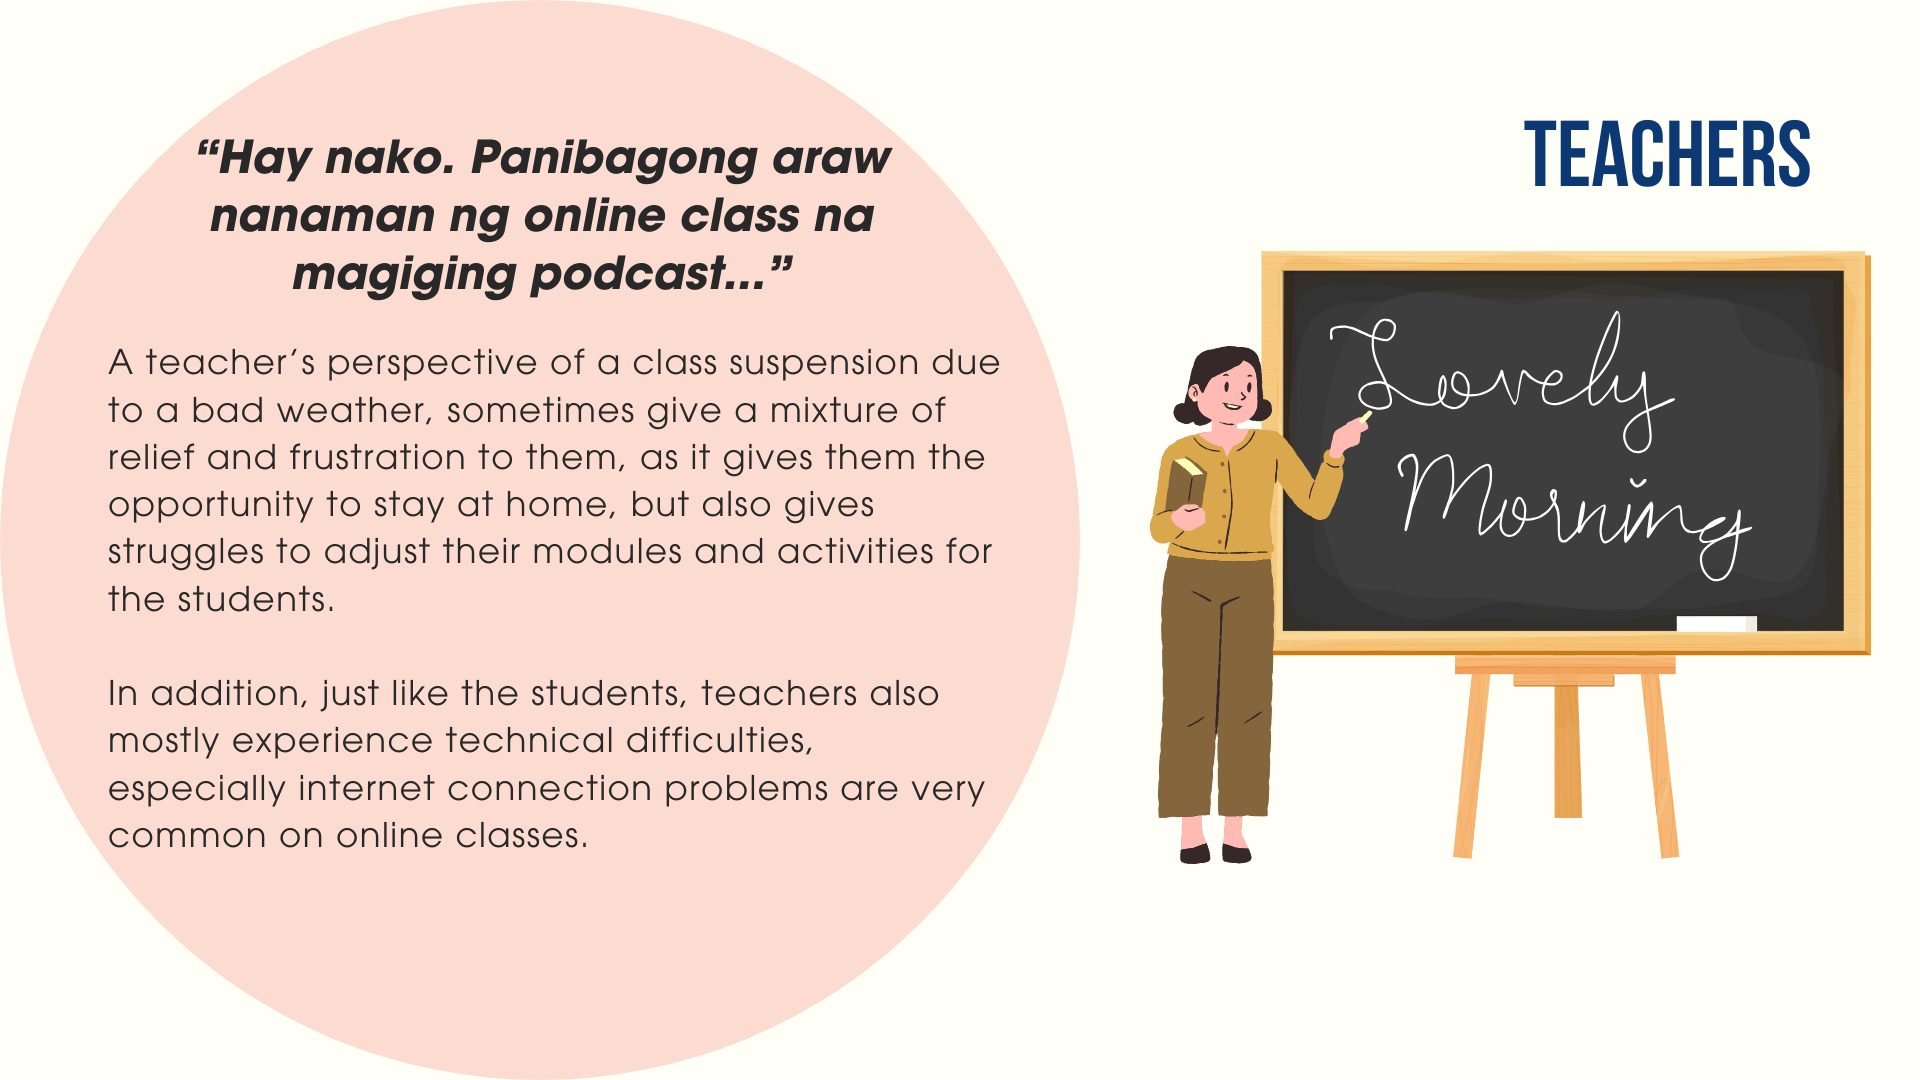 “Hay nako. Panibagong araw
nanaman ng online class na
magiging podcast...”
A teacher’s perspective of a class suspension due
to a bad weather, sometimes give a mixture of
relief and frustration to them, as it gives them the
opportunity to stay at home, but also gives
struggles to adjust their modules and activities for
the students.
In addition, just like the students, teachers also
mostly experience technical difficulties,
especially internet connection problems are very
common on online classes.
TEACHERS
Lovely
Morning